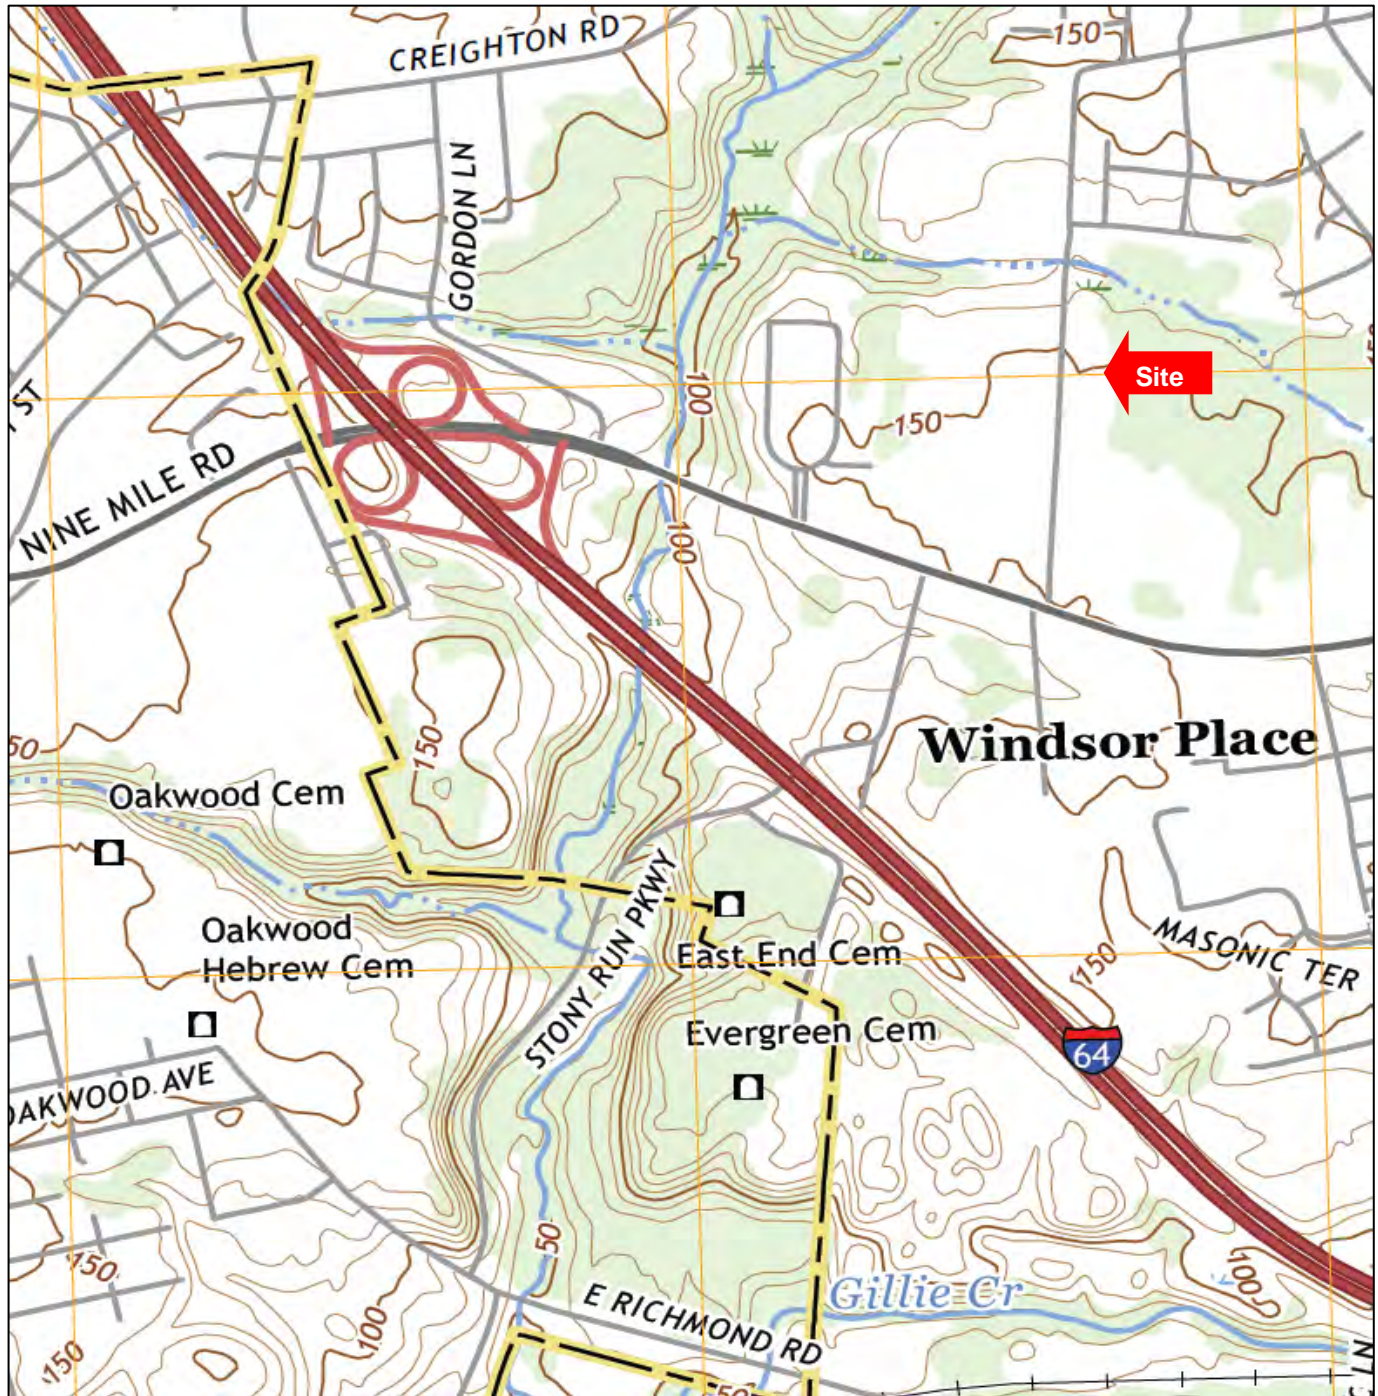 CREIGHTON RD
150
GORDON LN
Site
ST
100
150
NINE MILE RD
100
150
Windsor Place
50
Oakwood Cem
STONY RUN PKWY
Oakwood
Hebrew Cem
East End Cem
150
MASONIC TER
Evergreen Cem
64
OAKWOOD AVE
50
150
100
100
Gillie Cr
E RICHMOND RD
150
50
LN